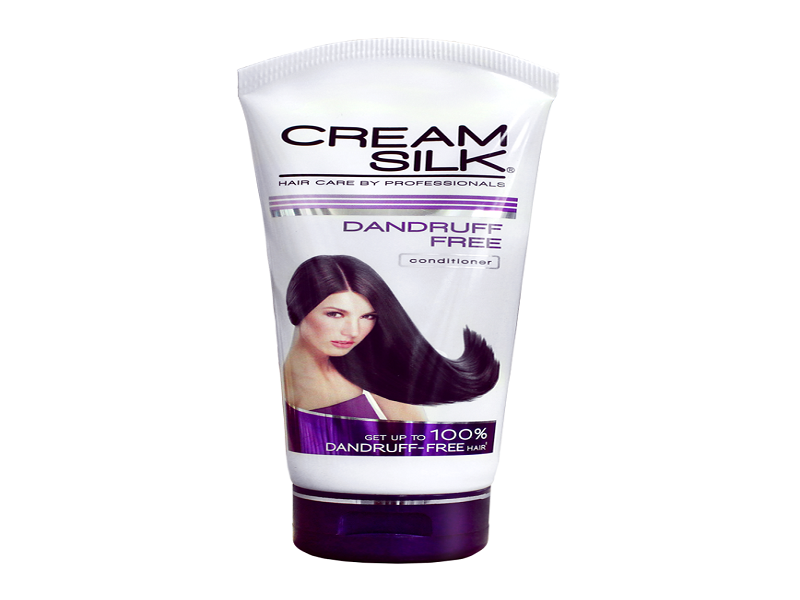 CREAM
SILK®
HAIR CARE BY PROFESSIONALS
DANDRUFF
FREE
conditioner
GET UP TO 100%
DANDRUFF-FREE HAIR*